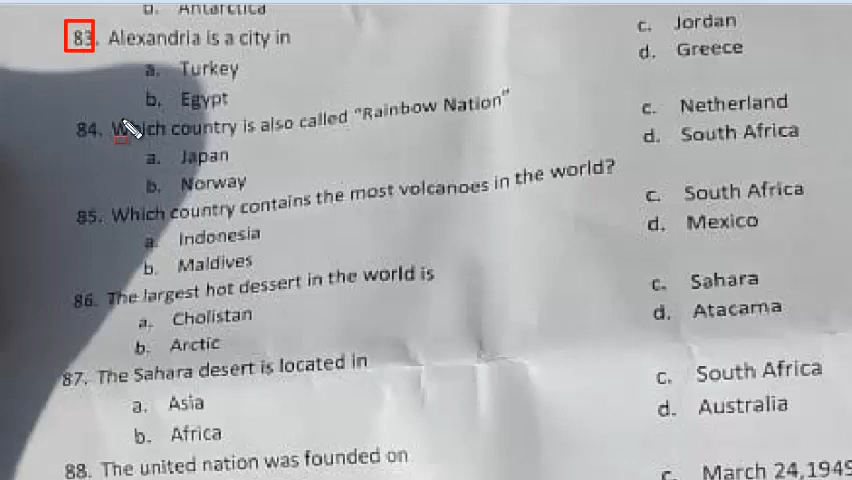 b. Antarctica
83. Alexandria is a city in
a. Turkey
b. Egypt
c. Jordan
d. Greece
84. Which country is also called "Rainbow Nation"
a. Japan
b. Norway
c. Netherland
d. South Africa
85. Which country contains the most volcanoes in the world?
a. Indonesia
b. Maldives
c. South Africa
d. Mexico
86. The largest hot dessert in the world is
a. Cholistan
b. Arctic
c. Sahara
d. Atacama
87. The Sahara desert is located in
a. Asia
b. Africa
c. South Africa
d. Australia
88. The united nation was founded on
c. March 24,1949